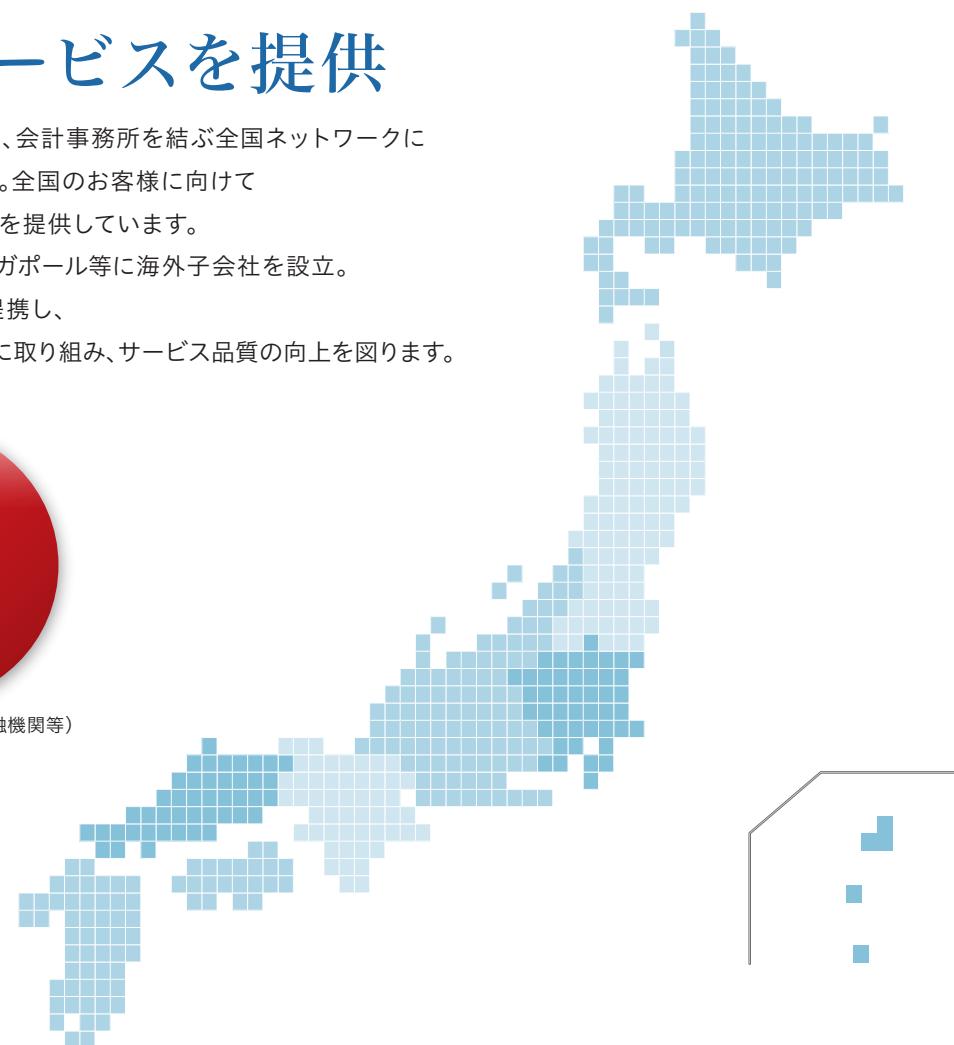 ービスを提供
、会計事務所を結ぶ全国ネットワークに
。全国のお客様に向けて
を提供しています。
ガポール等に海外子会社を設立。
提携し、
に取り組み、サービス品質の向上を図ります。
融機関等）